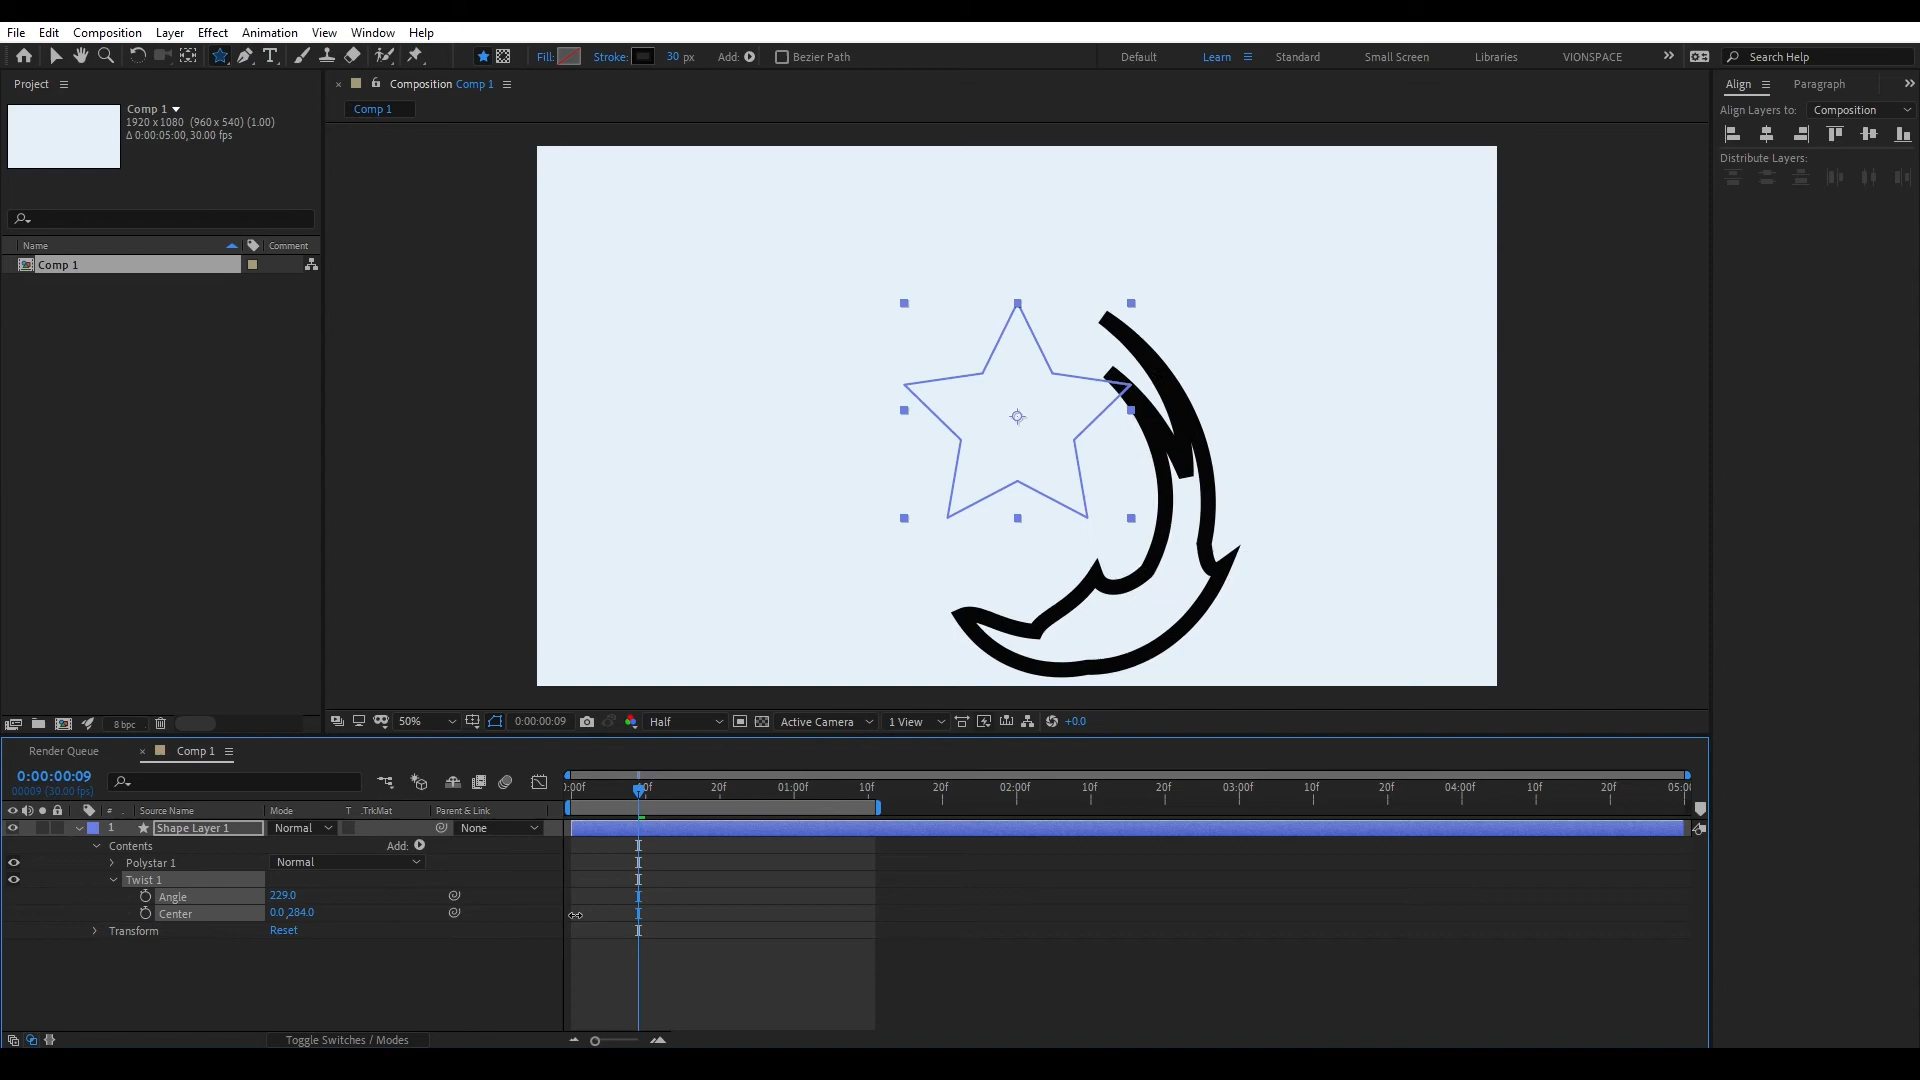 File Edit Composition Layer Effect Animation View Window Help
Fill: Stroke: 30 px Add: Bezier Path Default Learn Standard Small Screen Libraries VIONSPACE Search Help
Project
Comp 1
1920 x 1080 (960 x 540) (1.00)
Δ 0:00:05:00, 30.00 fps
Name Comment
Comp 1
8 bpc
Composition Comp 1
Comp 1
50% 0:00:00:09 Half Active Camera 1 View +0.0
Align Paragraph
Align Layers to: Composition
Distribute Layers:
Render Queue Comp 1
0:00:00:09
00009 (30.00 fps)
:00f 20f 01:00f 10f 20f 02:00f 10f 20f 03:00f 10f 20f 04:00f 10f 20f 05:0
# Source Name Mode T .TrkMat Parent & Link
1 Shape Layer 1 Normal None
Contents Add:
Polystar 1 Normal
Twist 1
Angle 229.0
Center 0.0,284.0
Transform Reset
Toggle Switches / Modes